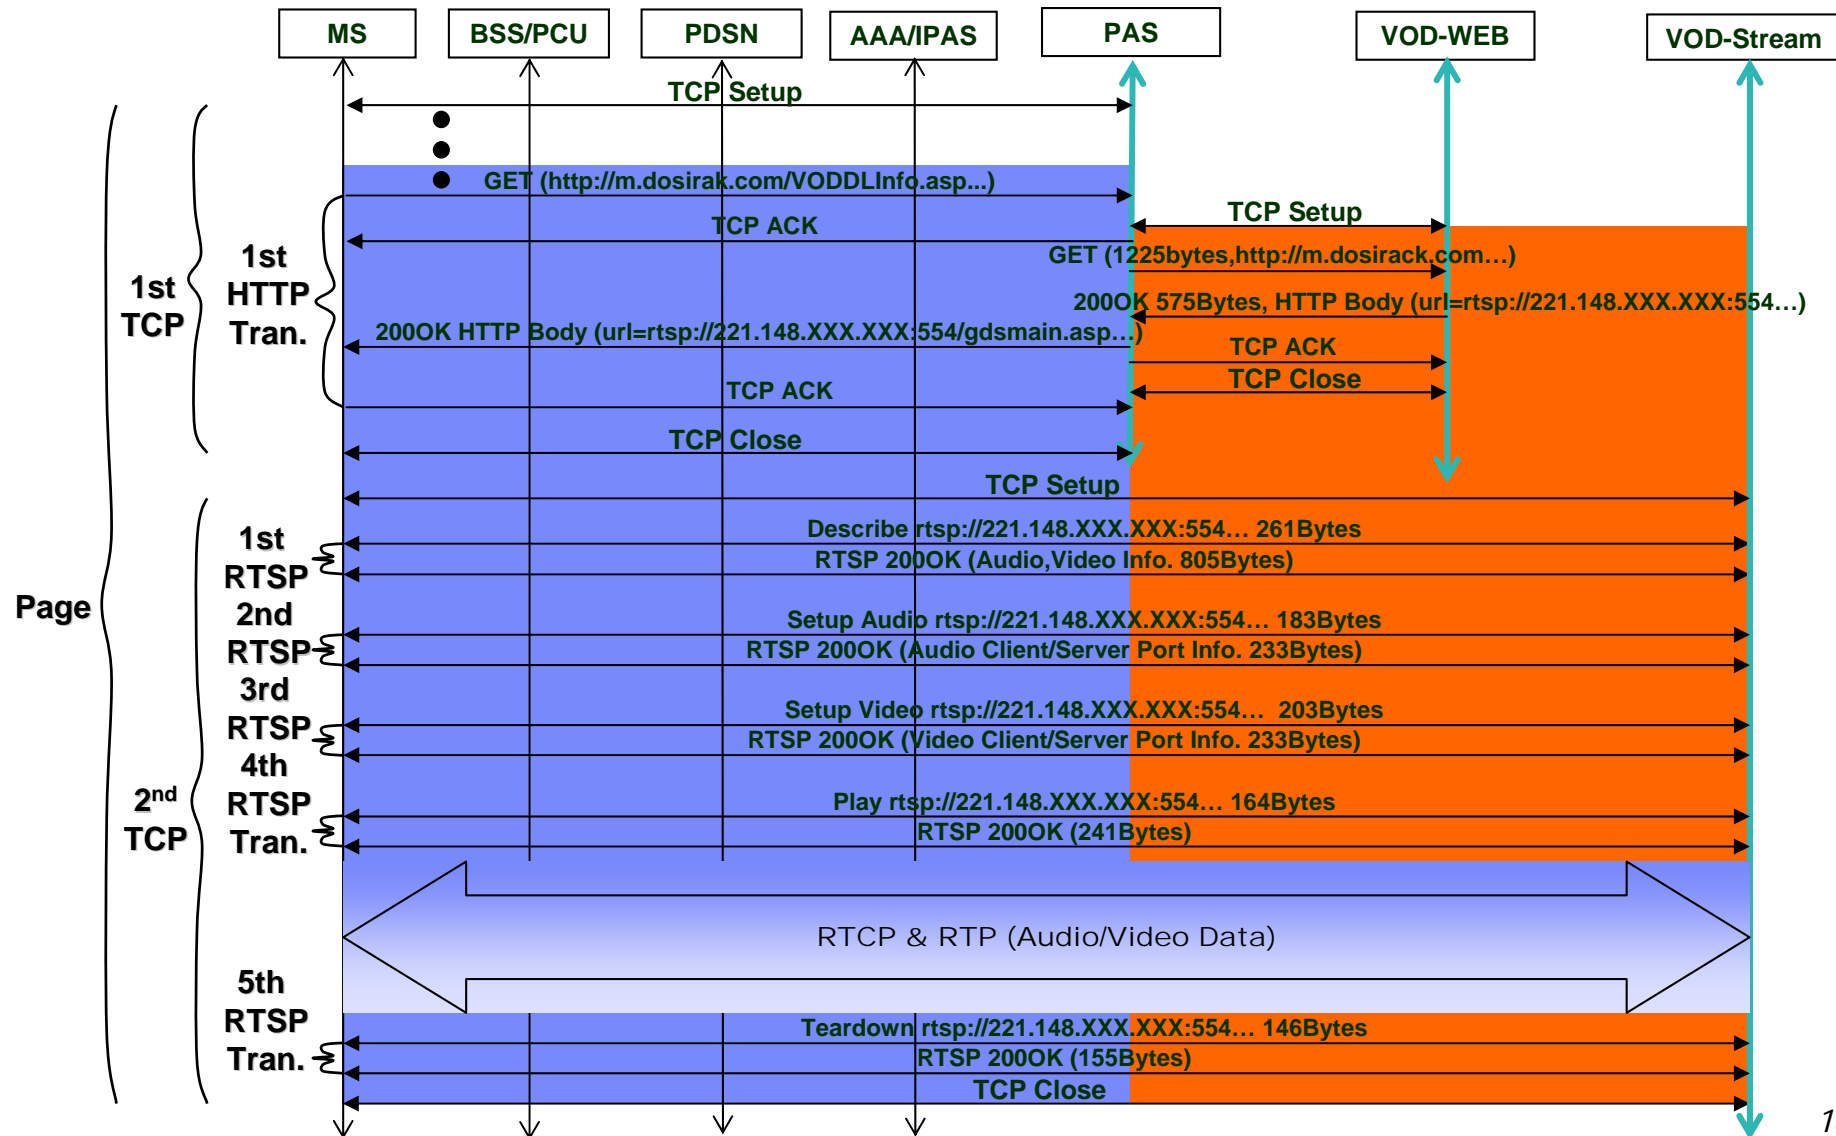 MS
BSS/PCU
PDSN
AAA/IPAS
PAS
VOD-WEB
VOD-Stream
TCP Setup
GET (http://m.dosirak.com/VODDLInfo.asp...)
TCP Setup
TCP ACK
GET (1225bytes,http://m.dosirack.com…)
1st
HTTP
Tran.
1st
TCP
200OK 575Bytes, HTTP Body (url=rtsp://221.148.XXX.XXX:554…)
200OK HTTP Body (url=rtsp://221.148.XXX.XXX:554/gdsmain.asp…)
TCP ACK
TCP Close
TCP ACK
TCP Close
TCP Setup
Describe rtsp://221.148.XXX.XXX:554… 261Bytes
1st
RTSP
RTSP 200OK (Audio,Video Info. 805Bytes)
Page
2nd
RTSP
Setup Audio rtsp://221.148.XXX.XXX:554… 183Bytes
RTSP 200OK (Audio Client/Server Port Info. 233Bytes)
3rd
RTSP
Setup Video rtsp://221.148.XXX.XXX:554… 203Bytes
RTSP 200OK (Video Client/Server Port Info. 233Bytes)
4th
RTSP
Tran.
2nd
TCP
Play rtsp://221.148.XXX.XXX:554… 164Bytes
RTSP 200OK (241Bytes)
RTCP & RTP (Audio/Video Data)
5th
RTSP
Tran.
Teardown rtsp://221.148.XXX.XXX:554… 146Bytes
RTSP 200OK (155Bytes)
TCP Close
1